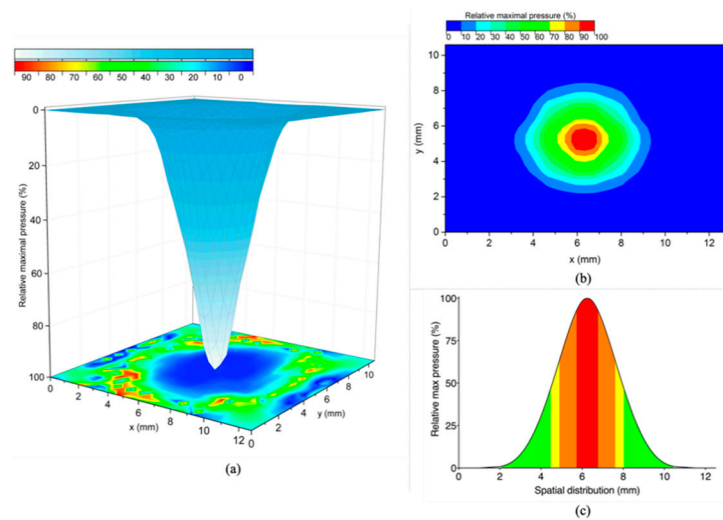 90 80 70 60 50 40 30 20 10 0
0
20
40
60
80
100
Relative maximal pressure (%)
0 2 4 6 8 10 12
x (mm)
0 2 4 6 8 10
y (mm)
(a)
Relative maximal pressure (%)
0 10 20 30 40 50 60 70 80 90 100
10
8
6
4
2
0
y (mm)
0 2 4 6 8 10 12
x (mm)
(b)
100
75
50
25
0
Relative max pressure (%)
0 2 4 6 8 10 12
Spatial distribution (mm)
(c)